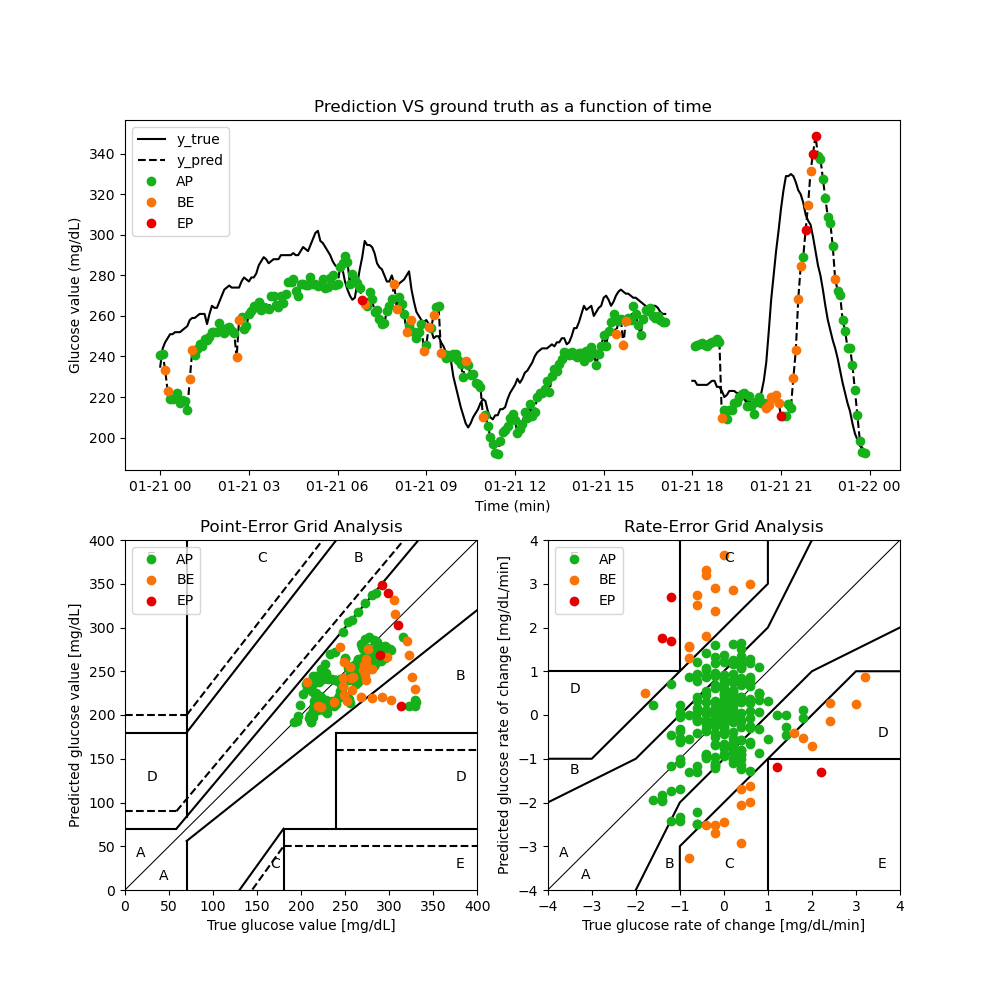 Prediction VS ground truth as a function of time
Glucose value (mg/dL)
340
320
300
280
260
240
220
200
y_true
y_pred
AP
BE
EP
01-21 00 01-21 03 01-21 06 01-21 09 01-21 12 01-21 15 01-21 18 01-21 21 01-22 00
Time (min)
Point-Error Grid Analysis
Predicted glucose value [mg/dL]
400
350
300
250
200
150
100
50
0
AP
BE
EP
C
B
B
D
D
A
A
C
E
0 50 100 150 200 250 300 350 400
True glucose value [mg/dL]
Rate-Error Grid Analysis
Predicted glucose rate of change [mg/dL/min]
4
3
2
1
0
−1
−2
−3
−4
AP
BE
EP
C
D
D
B
A
A
B
C
E
−4 −3 −2 −1 0 1 2 3 4
True glucose rate of change [mg/dL/min]